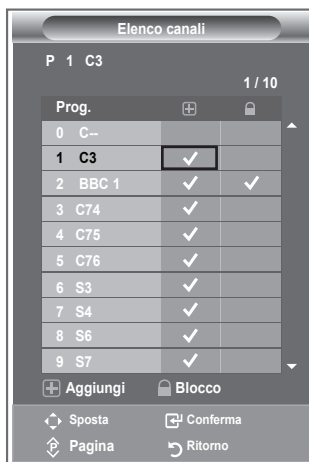 Elenco canali
P 1 C3
1 / 10
Prog.
0 C--
1 C3
2 BBC 1
3 C74
4 C75
5 C76
6 S3
7 S4
8 S6
9 S7
Aggiungi Blocco
Sposta Conferma
P Pagina Ritorno